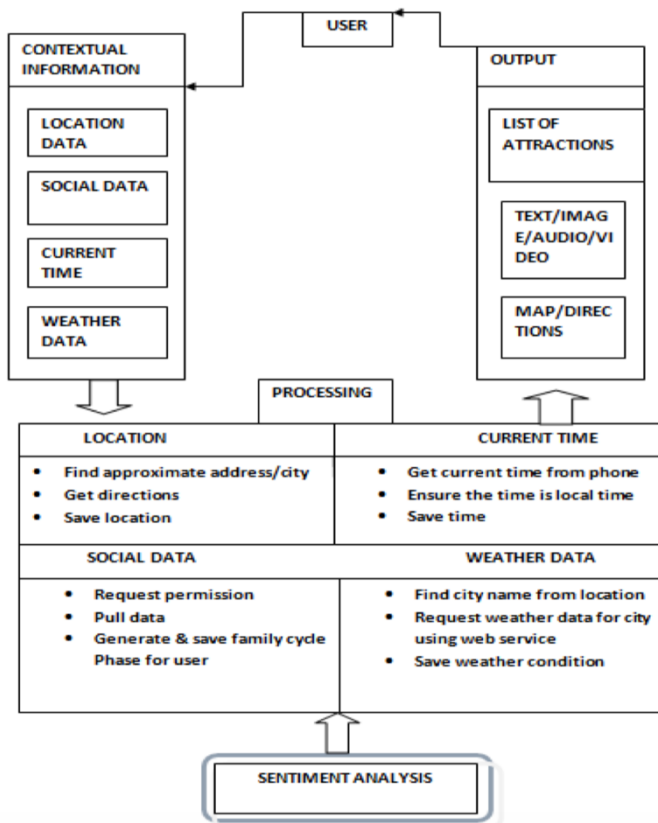 USER
CONTEXTUAL
INFORMATION
LOCATION
DATA
SOCIAL DATA
CURRENT
TIME
WEATHER
DATA
OUTPUT
LIST OF
ATTRACTIONS
TEXT/IMAG
E/AUDIO/VI
DEO
MAP/DIREC
TIONS
PROCESSING
LOCATION
• Find approximate address/city
• Get directions
• Save location
CURRENT TIME
• Get current time from phone
• Ensure the time is local time
• Save time
SOCIAL DATA
• Request permission
• Pull data
• Generate & save family cycle
Phase for user
WEATHER DATA
• Find city name from location
• Request weather data for city
using web service
• Save weather condition
SENTIMENT ANALYSIS